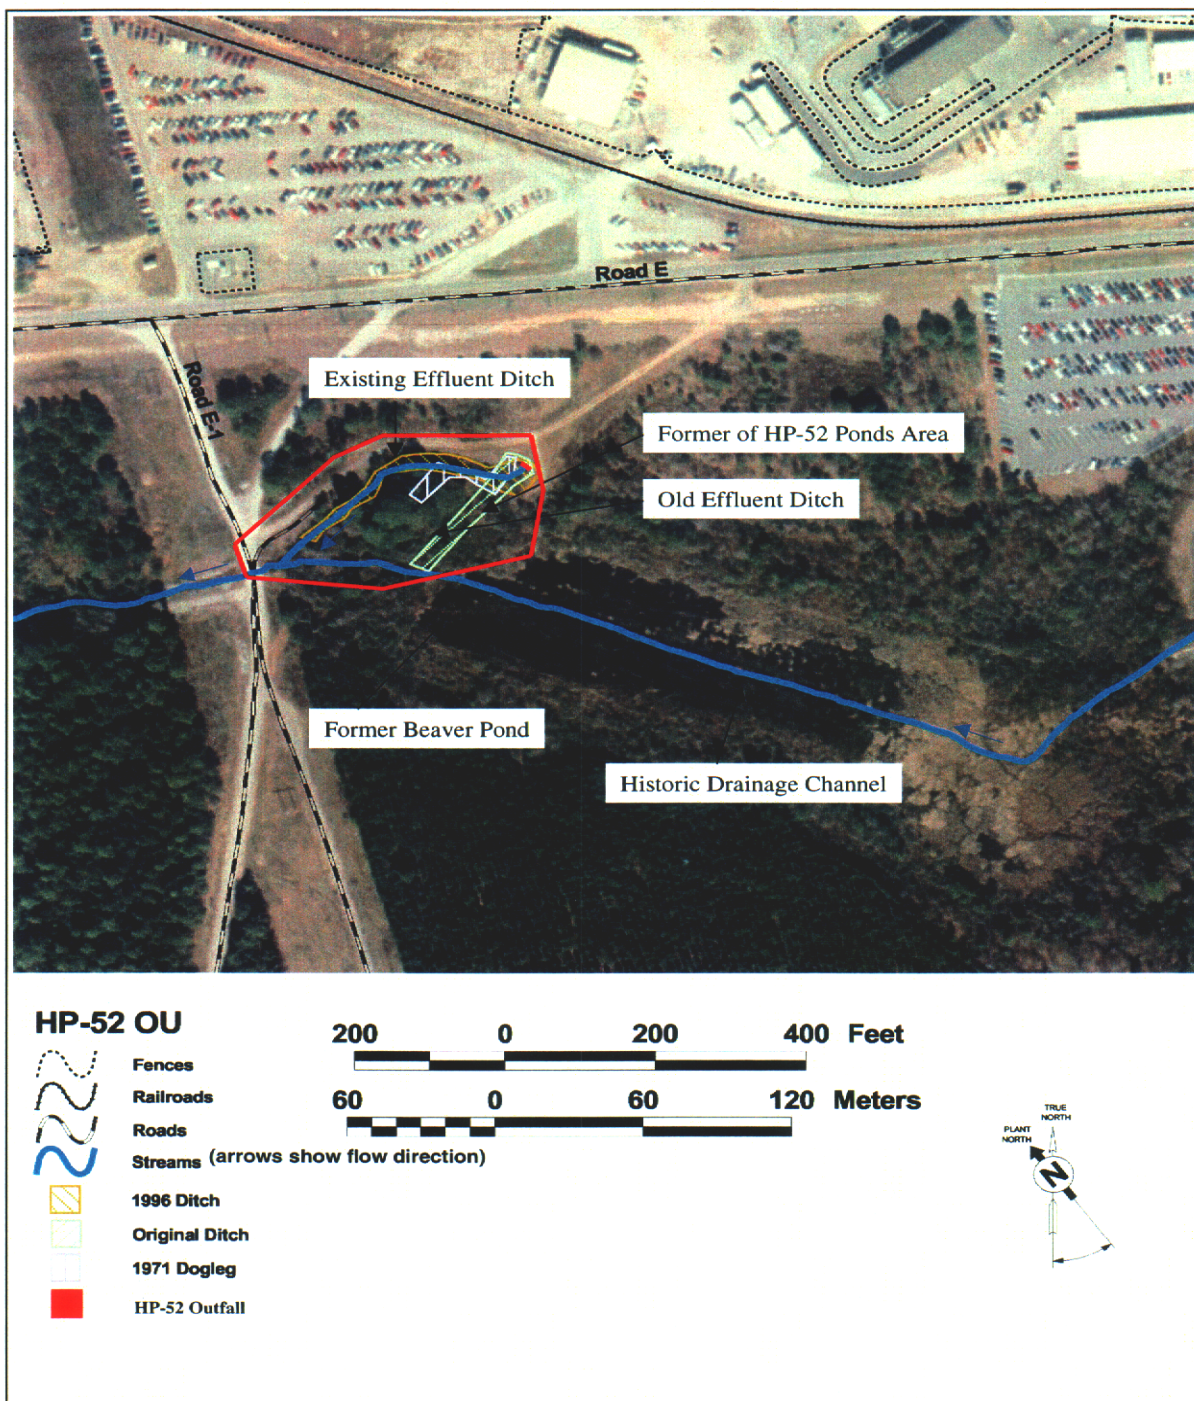 Road E
Road E-1
Existing Effluent Ditch
Former of HP-52 Ponds Area
Old Effluent Ditch
Former Beaver Pond
Historic Drainage Channel
HP-52 OU
Fences
Railroads
Roads
Streams (arrows show flow direction)
1996 Ditch
Original Ditch
1971 Dogleg
HP-52 Outfall
200 0 200 400 Feet
60 0 60 120 Meters
TRUE
NORTH
PLANT
NORTH
N